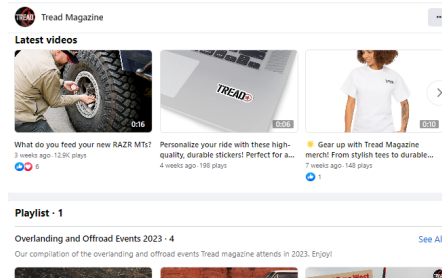 TREAD
Tread Magazine
Latest videos
0:16
TREAD
0:06
0:10
What do you feed your new RAZR MTs?
3 weeks ago · 12.9K plays
6
Personalize your ride with these high-
quality, durable stickers! Perfect for a...
4 weeks ago · 198 plays
Gear up with Tread Magazine
merch! From stylish tees to durable...
7 weeks ago · 148 plays
1
Playlist · 1
Overlanding and Offroad Events 2023 · 4
See Al
Our compilation of the overlanding and offroad events Tread magazine attends in 2023. Enjoy!